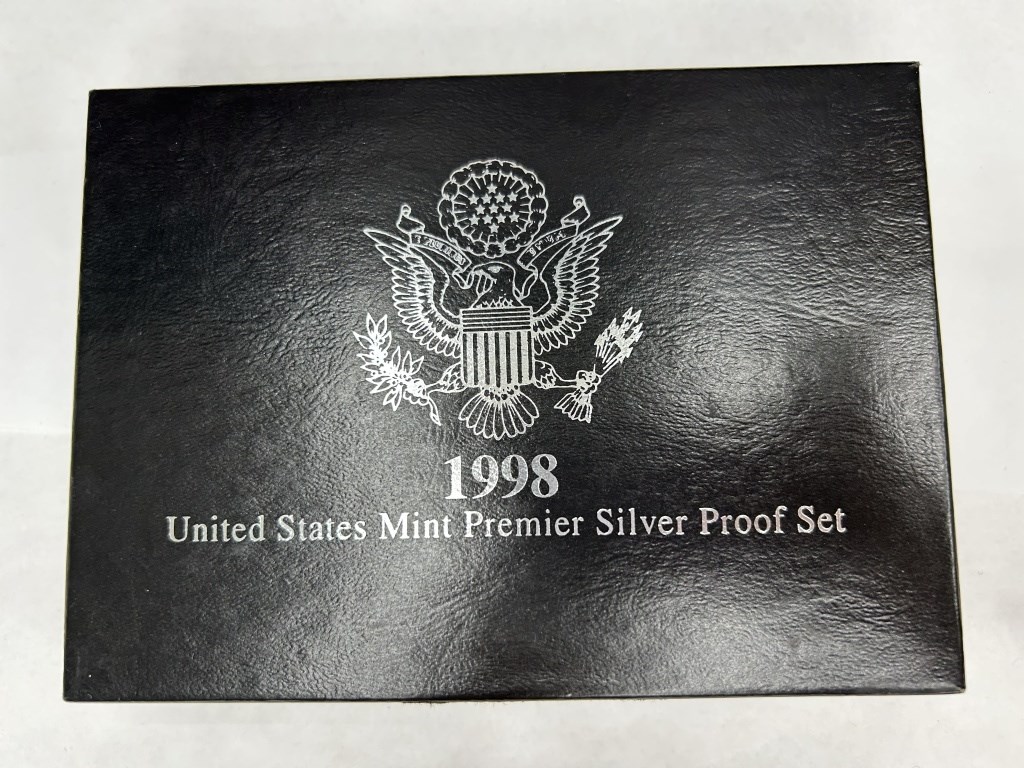 1998
United States Mint Premier Silver Proof Set